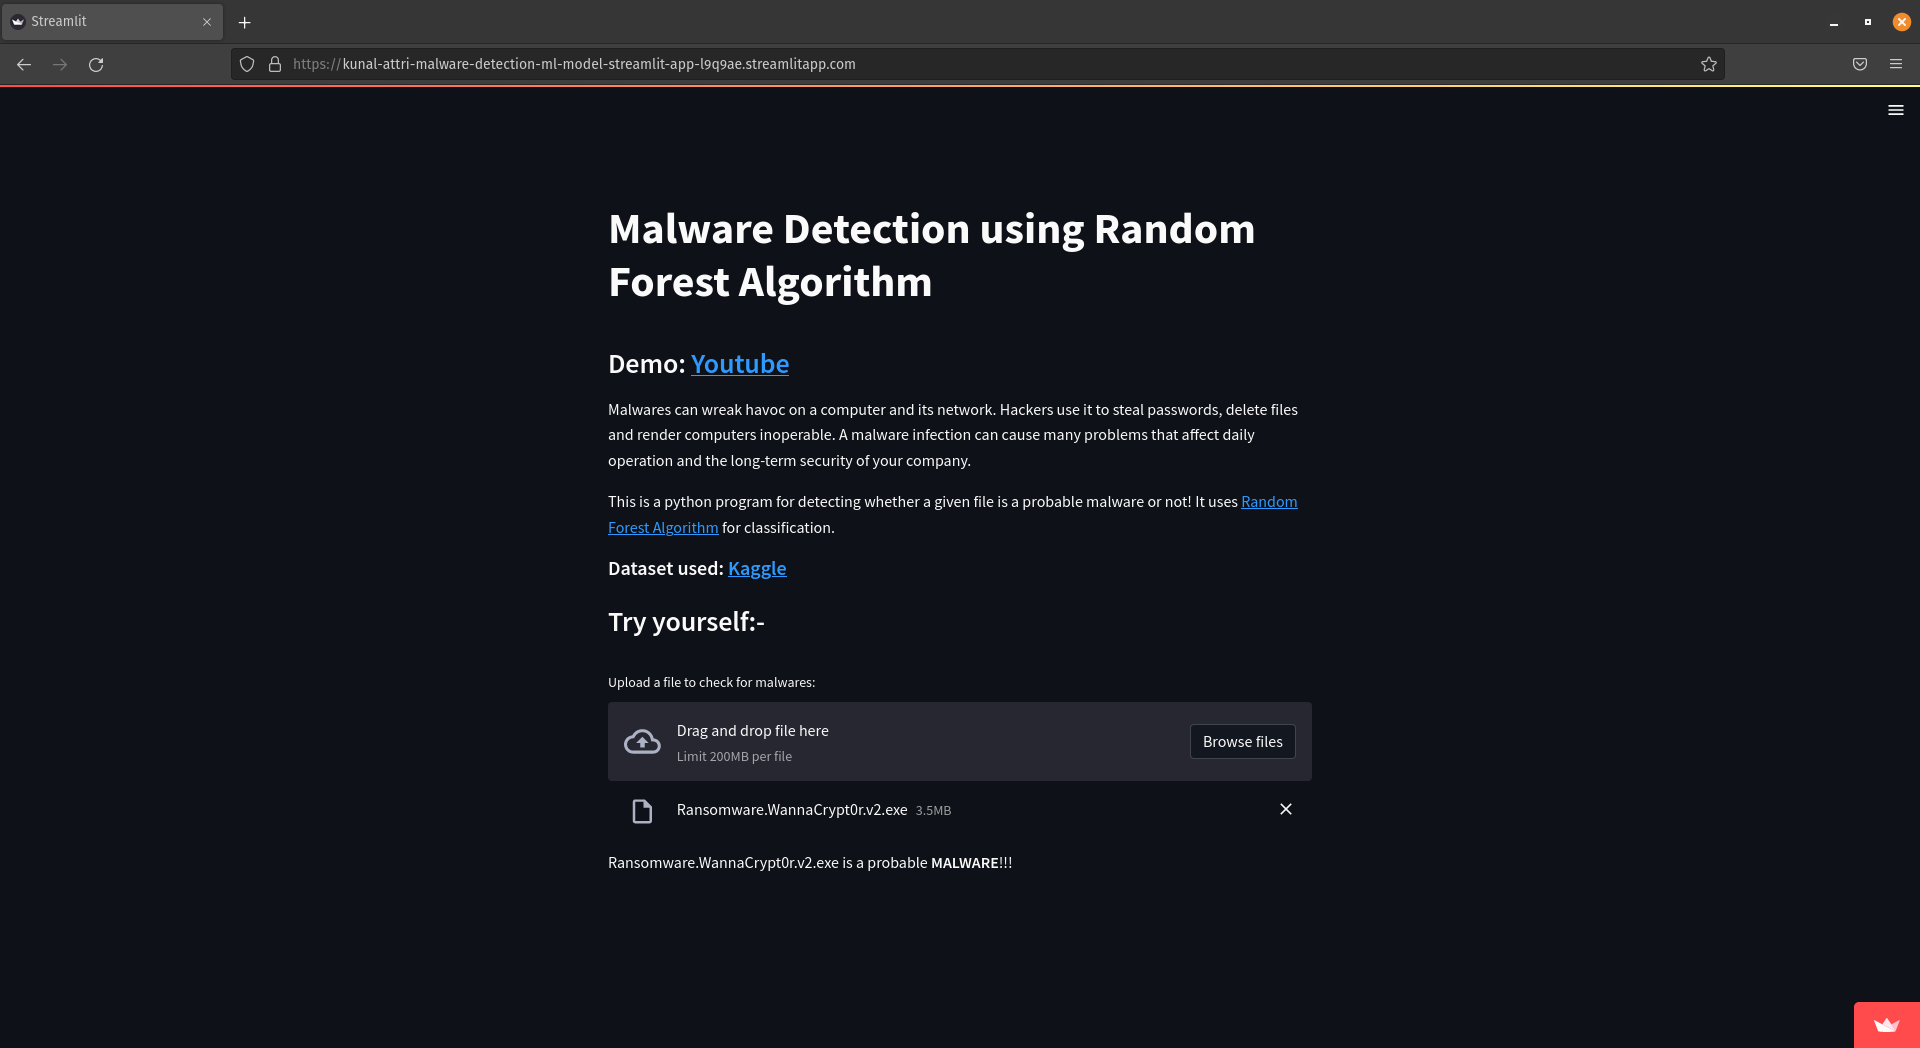 Streamlit
https://kunal-attri-malware-detection-ml-model-streamlit-app-l9q9ae.streamlitapp.com
Malware Detection using Random
Forest Algorithm
Demo: Youtube
Malwares can wreak havoc on a computer and its network. Hackers use it to steal passwords, delete files
and render computers inoperable. A malware infection can cause many problems that affect daily
operation and the long-term security of your company.
This is a python program for detecting whether a given file is a probable malware or not! It uses Random
Forest Algorithm for classification.
Dataset used: Kaggle
Try yourself:-
Upload a file to check for malwares:
Drag and drop file here
Limit 200MB per file
Browse files
Ransomware.WannaCrypt0r.v2.exe 3.5MB
Ransomware.WannaCrypt0r.v2.exe is a probable MALWARE!!!